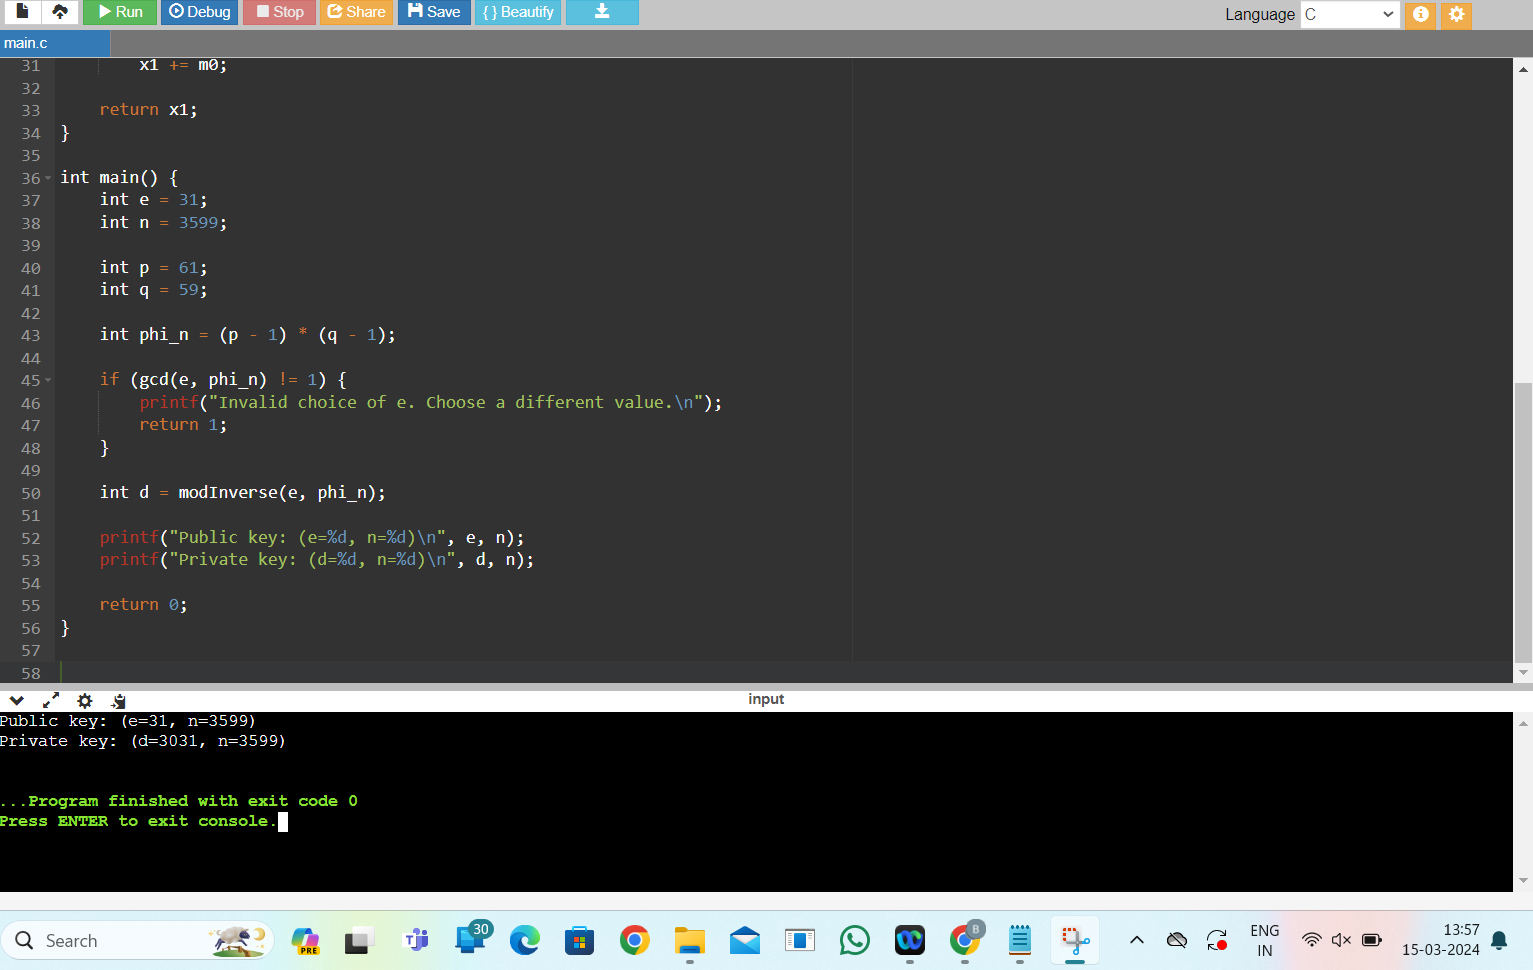 Run Debug Stop Share Save { } Beautify Language C
main.c
31 x1 += m0;
32
33 return x1;
34 }
35
36 int main() {
37 int e = 31;
38 int n = 3599;
39
40 int p = 61;
41 int q = 59;
42
43 int phi_n = (p - 1) * (q - 1);
44
45 if (gcd(e, phi_n) != 1) {
46 printf("Invalid choice of e. Choose a different value.\n");
47 return 1;
48 }
49
50 int d = modInverse(e, phi_n);
51
52 printf("Public key: (e=%d, n=%d)\n", e, n);
53 printf("Private key: (d=%d, n=%d)\n", d, n);
54
55 return 0;
56 }
57
58
input
Public key: (e=31, n=3599)
Private key: (d=3031, n=3599)
...Program finished with exit code 0
Press ENTER to exit console.
Search PRE 30 B ENG 13:57
IN 15-03-2024